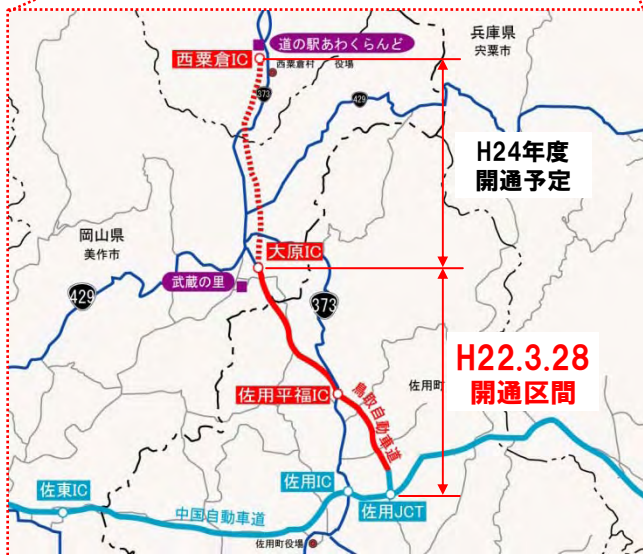 兵庫県
宍粟市
道の駅あわくらんど
西粟倉IC
西粟倉村 役場
373
429
H24年度
開通予定
岡山県
美作市
大原IC
武蔵の里
429
373
H22.3.28
開通区間
佐用町
佐用平福IC
鳥取自動車道
佐東IC
佐用IC
中国自動車道
佐用JCT
佐用町役場